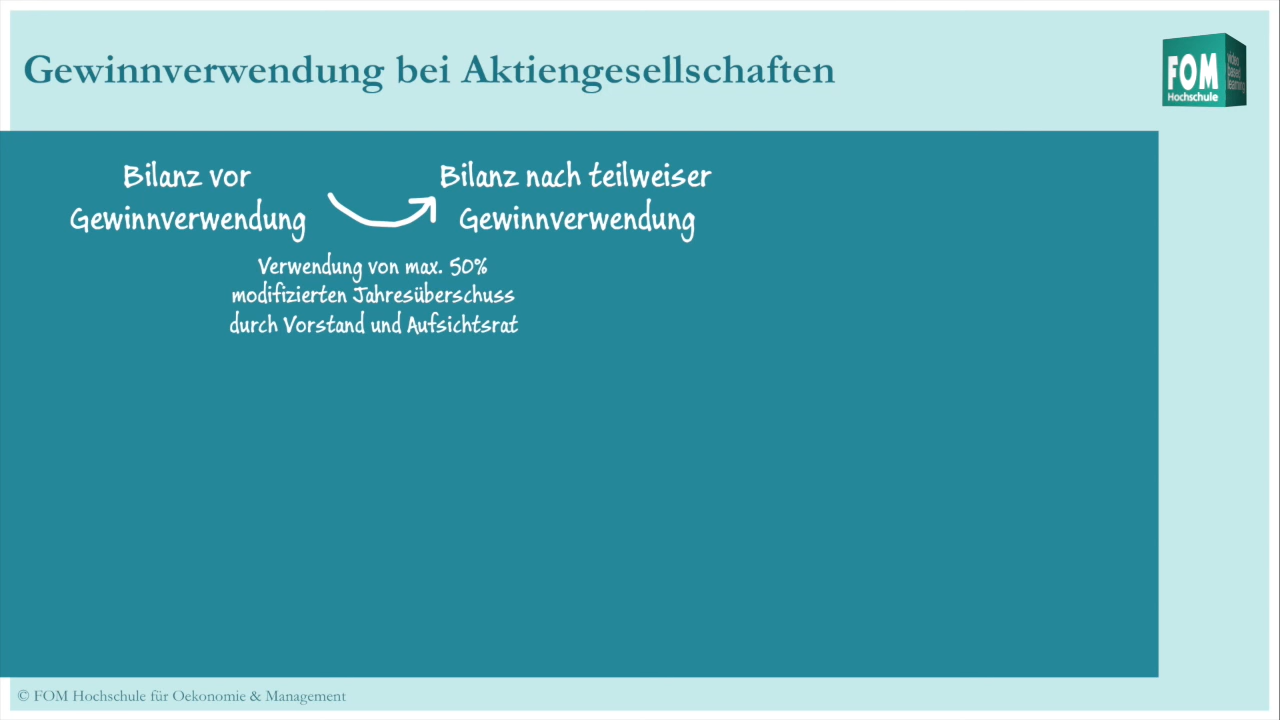 Gewinnverwendung bei Aktiengesellschaften
FOM
Hochschule
video
based
learning
Bilanz vor
Gewinnverwendung
Bilanz nach teilweiser
Gewinnverwendung
Verwendung von max. 50%
modifizierten Jahresüberschuss
durch Vorstand und Aufsichtsrat
© FOM Hochschule für Oekonomie & Management